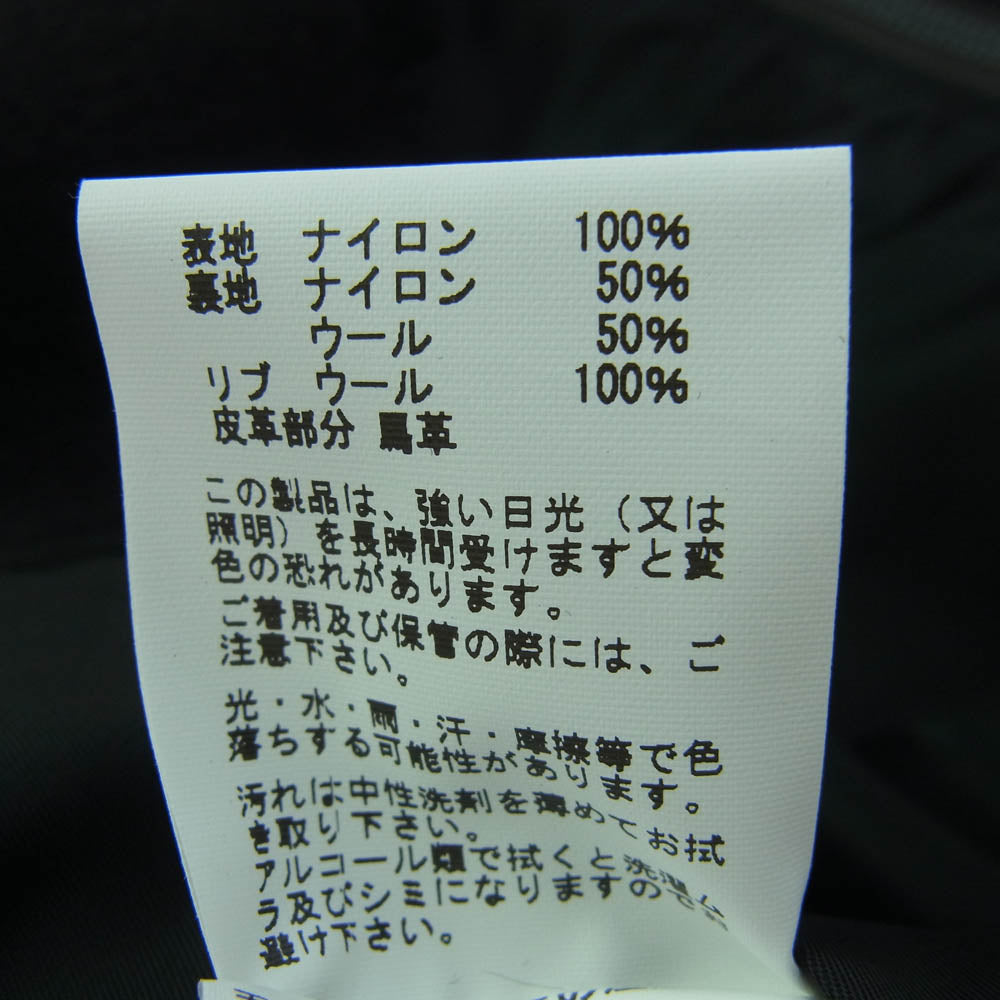 表地 ナイロン 100%
裏地 ナイロン 50%
ウール 50%
リブ ウール 100%
皮革部分 馬革
この製品は、強い日光（又は
照明）を長時間受けますと変
色の恐れがあります。
ご着用及び保管の際には、ご
注意下さい。
光・水・雨・汗・摩擦等で色
落ちする可能性があります。
汚れは中性洗剤を薄めてお拭
き取り下さい。
アルコール類で拭くと洗濯ム
ラ及びシミになりますので
避け下さい。